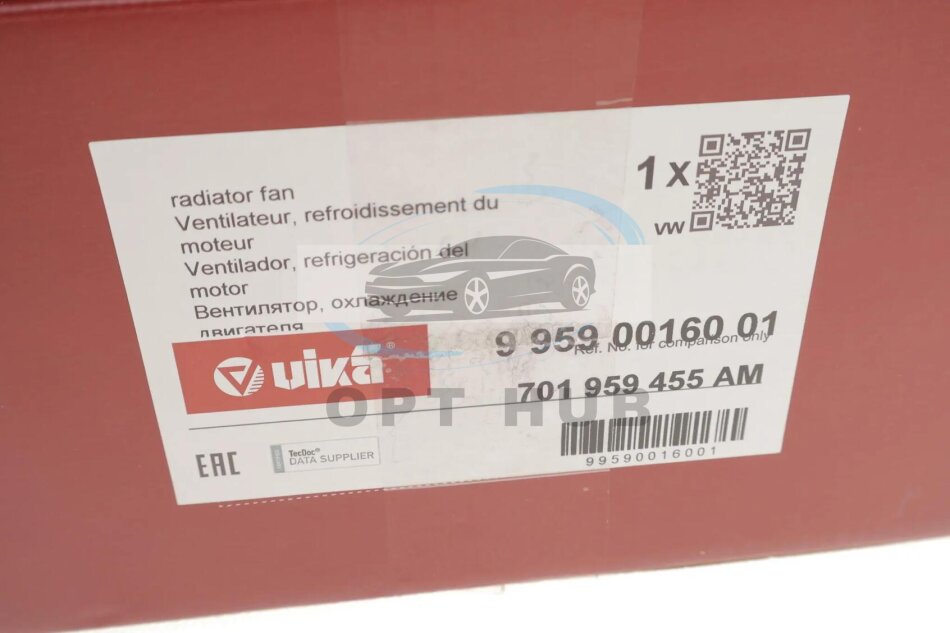 radiator fan
Ventilateur, refroidissement du
moteur
Ventilador, refrigeración del
motor
Вентилятор, охлаждение
двигателя
1 x
VW
9 959 00160 01
Ref. No. for comparison only
701 959 455 AM
vika ®
OPT HUB
99590016001
EAC
TecDoc®
DATA SUPPLIER